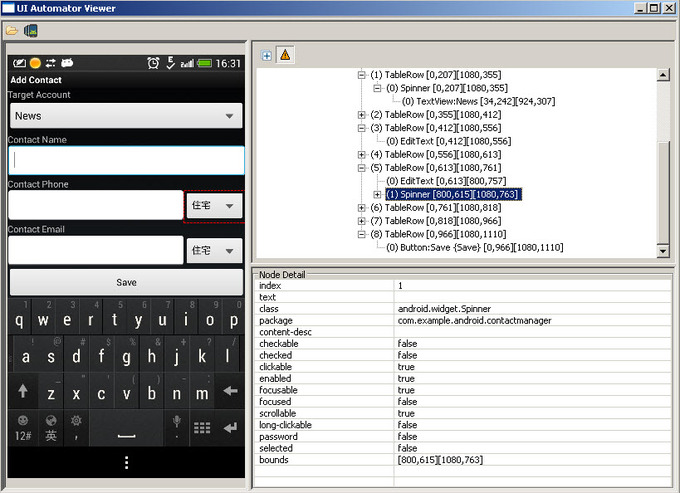 UI Automator Viewer
16:31
Add Contact
Target Account
News
Contact Name
Contact Phone
住宅
Contact Email
住宅
Save
q w e r t y u i o p
a s d f g h j k l
z x c v b n m
12# 英 ,
(1) TableRow [0,207][1080,355]
(0) Spinner [0,207][1080,355]
(0) TextView:News [34,242][924,307]
(2) TableRow [0,355][1080,412]
(3) TableRow [0,412][1080,556]
(0) EditText [0,412][1080,556]
(4) TableRow [0,556][1080,613]
(5) TableRow [0,613][1080,761]
(0) EditText [0,613][800,757]
(1) Spinner [800,615][1080,763]
(6) TableRow [0,761][1080,818]
(7) TableRow [0,818][1080,966]
(8) TableRow [0,966][1080,1110]
(0) Button:Save {Save} [0,966][1080,1110]
Node Detail
index 1
text
class android.widget.Spinner
package com.example.android.contactmanager
content-desc
checkable false
checked false
clickable true
enabled true
focusable true
focused false
scrollable true
long-clickable false
password false
selected false
bounds [800,615][1080,763]